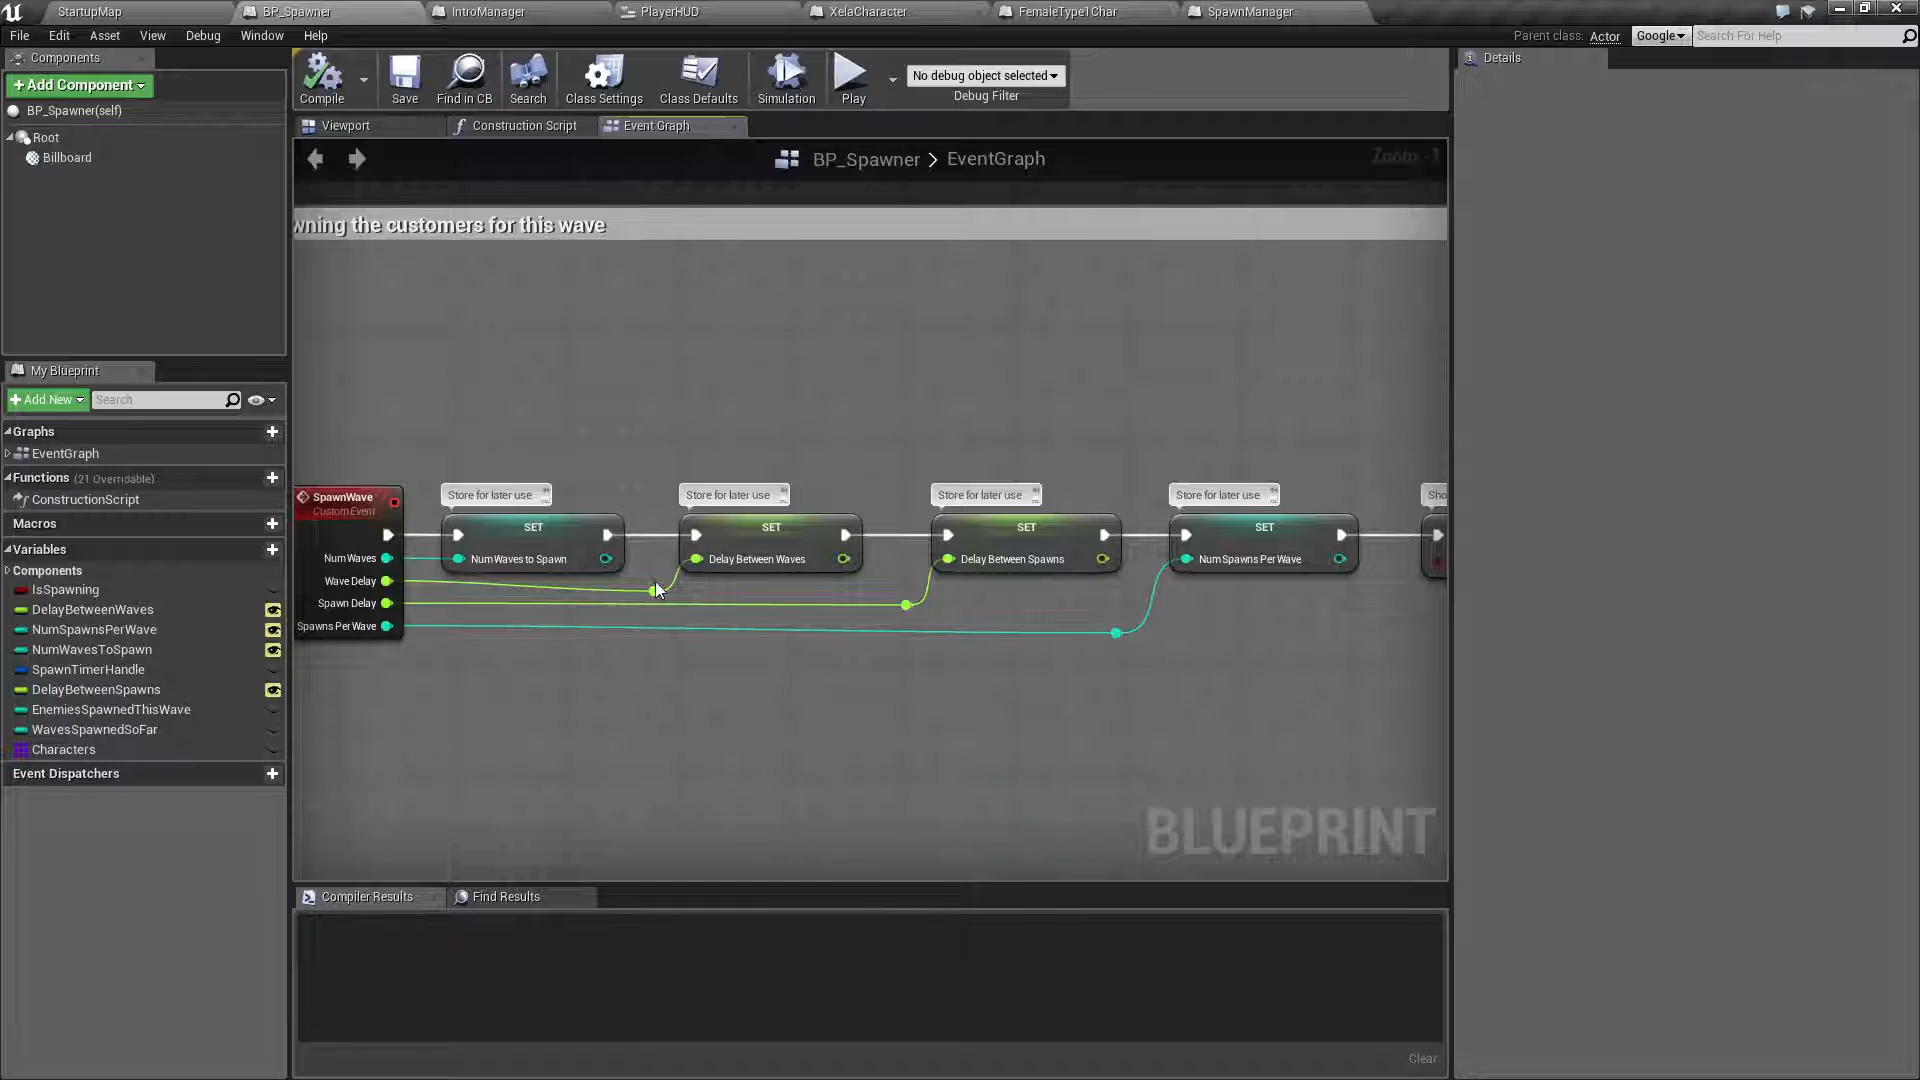 StartupMap BP_Spawner IntroManager PlayerHUD XelaCharacter FemaleType1Char SpawnManager
File Edit Asset View Debug Window Help
Parent class: Actor Google Search For Help
Components
+Add Component
BP_Spawner(self)
Root
Billboard
Compile Save Find in CB Search Class Settings Class Defaults Simulation Play
No debug object selected
Debug Filter
Details
Viewport Construction Script Event Graph
BP_Spawner > EventGraph
Zoom -1
wning the customers for this wave
My Blueprint
+Add New Search
Graphs
EventGraph
Functions (21 Overridable)
ConstructionScript
Macros
Variables
Components
IsSpawning
DelayBetweenWaves
NumSpawnsPerWave
NumWavesToSpawn
SpawnTimerHandle
DelayBetweenSpawns
EnemiesSpawnedThisWave
WavesSpawnedSoFar
Characters
Event Dispatchers
SpawnWave
Custom Event
Num Waves
Wave Delay
Spawn Delay
Spawns Per Wave
Store for later use
SET
Num Waves to Spawn
Store for later use
SET
Delay Between Waves
Store for later use
SET
Delay Between Spawns
Store for later use
SET
Num Spawns Per Wave
Sho
BLUEPRINT
Compiler Results Find Results
Clear